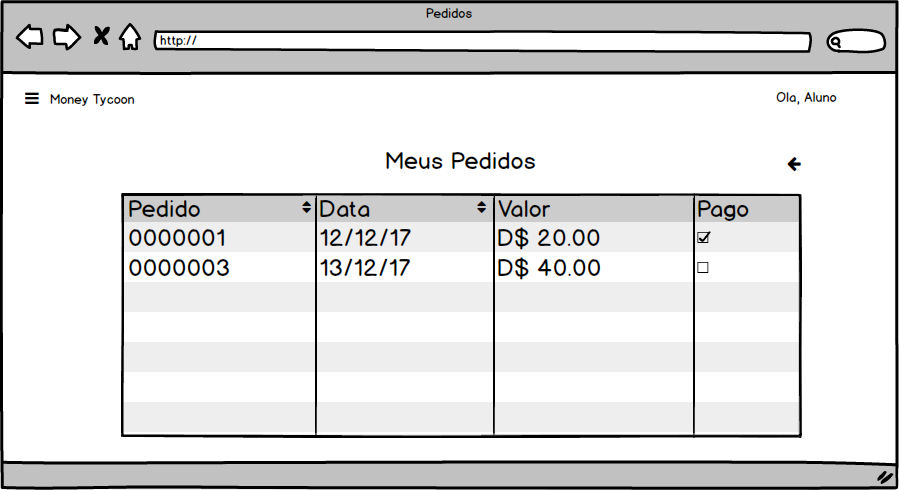 Pedidos
http://
Money Tycoon
Ola, Aluno
Meus Pedidos
Pedido Data Valor Pago
0000001 12/12/17 D$ 20.00
0000003 13/12/17 D$ 40.00